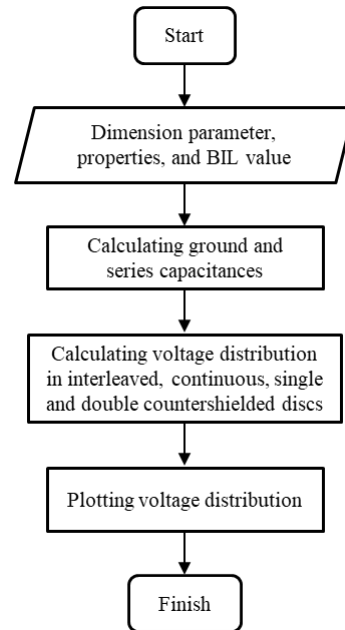 Start
Dimension parameter,
properties, and BIL value
Calculating ground and
series capacitances
Calculating voltage distribution
in interleaved, continuous, single
and double countershielded discs
Plotting voltage distribution
Finish